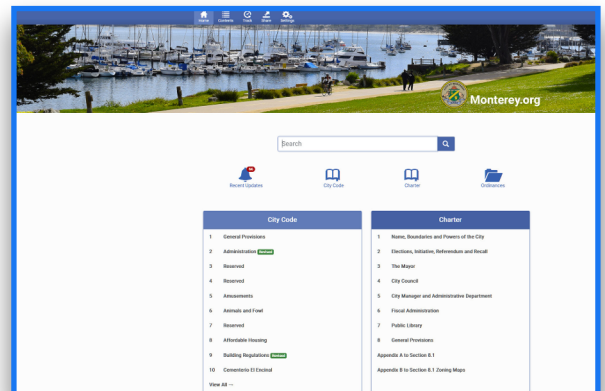 Home Contents Track Share Settings
Monterey.org
Search
Recent Updates City Code Charter Ordinances
City Code
1 General Provisions
2 Administration Revised
3 Reserved
4 Reserved
5 Amusements
6 Animals and Fowl
7 Reserved
8 Affordable Housing
9 Building Regulations Revised
10 Cementerio El Encinal
View All
Charter
1 Name, Boundaries and Powers of the City
2 Elections, Initiative, Referendum and Recall
3 The Mayor
4 City Council
5 City Manager and Administrative Department
6 Fiscal Administration
7 Public Library
8 General Provisions
Appendix A to Section 8.1
Appendix B to Section 8.1 Zoning Maps